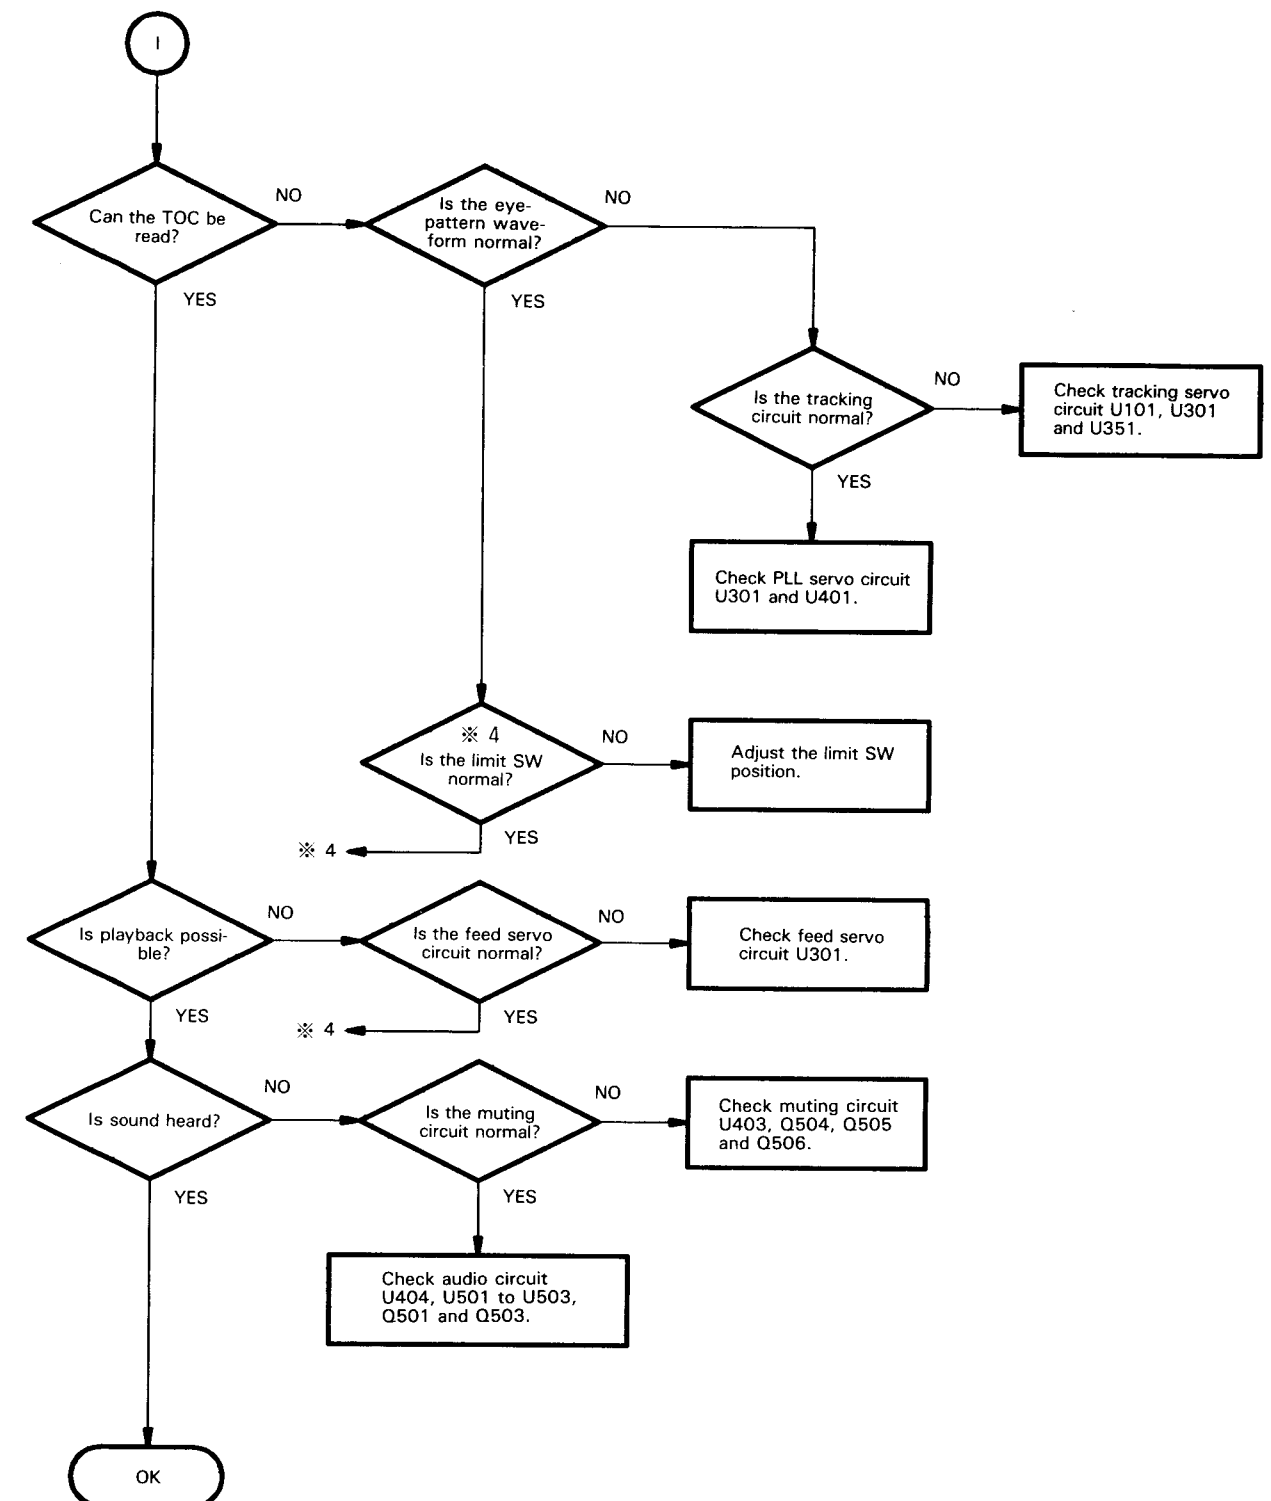 I
Can the TOC be
read?
NO
YES
Is the eye-
pattern wave-
form normal?
NO
YES
Is the tracking
circuit normal?
NO
YES
Check tracking servo
circuit U101, U301
and U351.
Check PLL servo circuit
U301 and U401.
※ 4
Is the limit SW
normal?
NO
YES
※ 4
Adjust the limit SW
position.
Is playback possi-
ble?
NO
YES
Is the feed servo
circuit normal?
NO
YES
※ 4
Check feed servo
circuit U301.
Is sound heard?
NO
YES
Is the muting
circuit normal?
NO
YES
Check muting circuit
U403, Q504, Q505
and Q506.
Check audio circuit
U404, U501 to U503,
Q501 and Q503.
OK